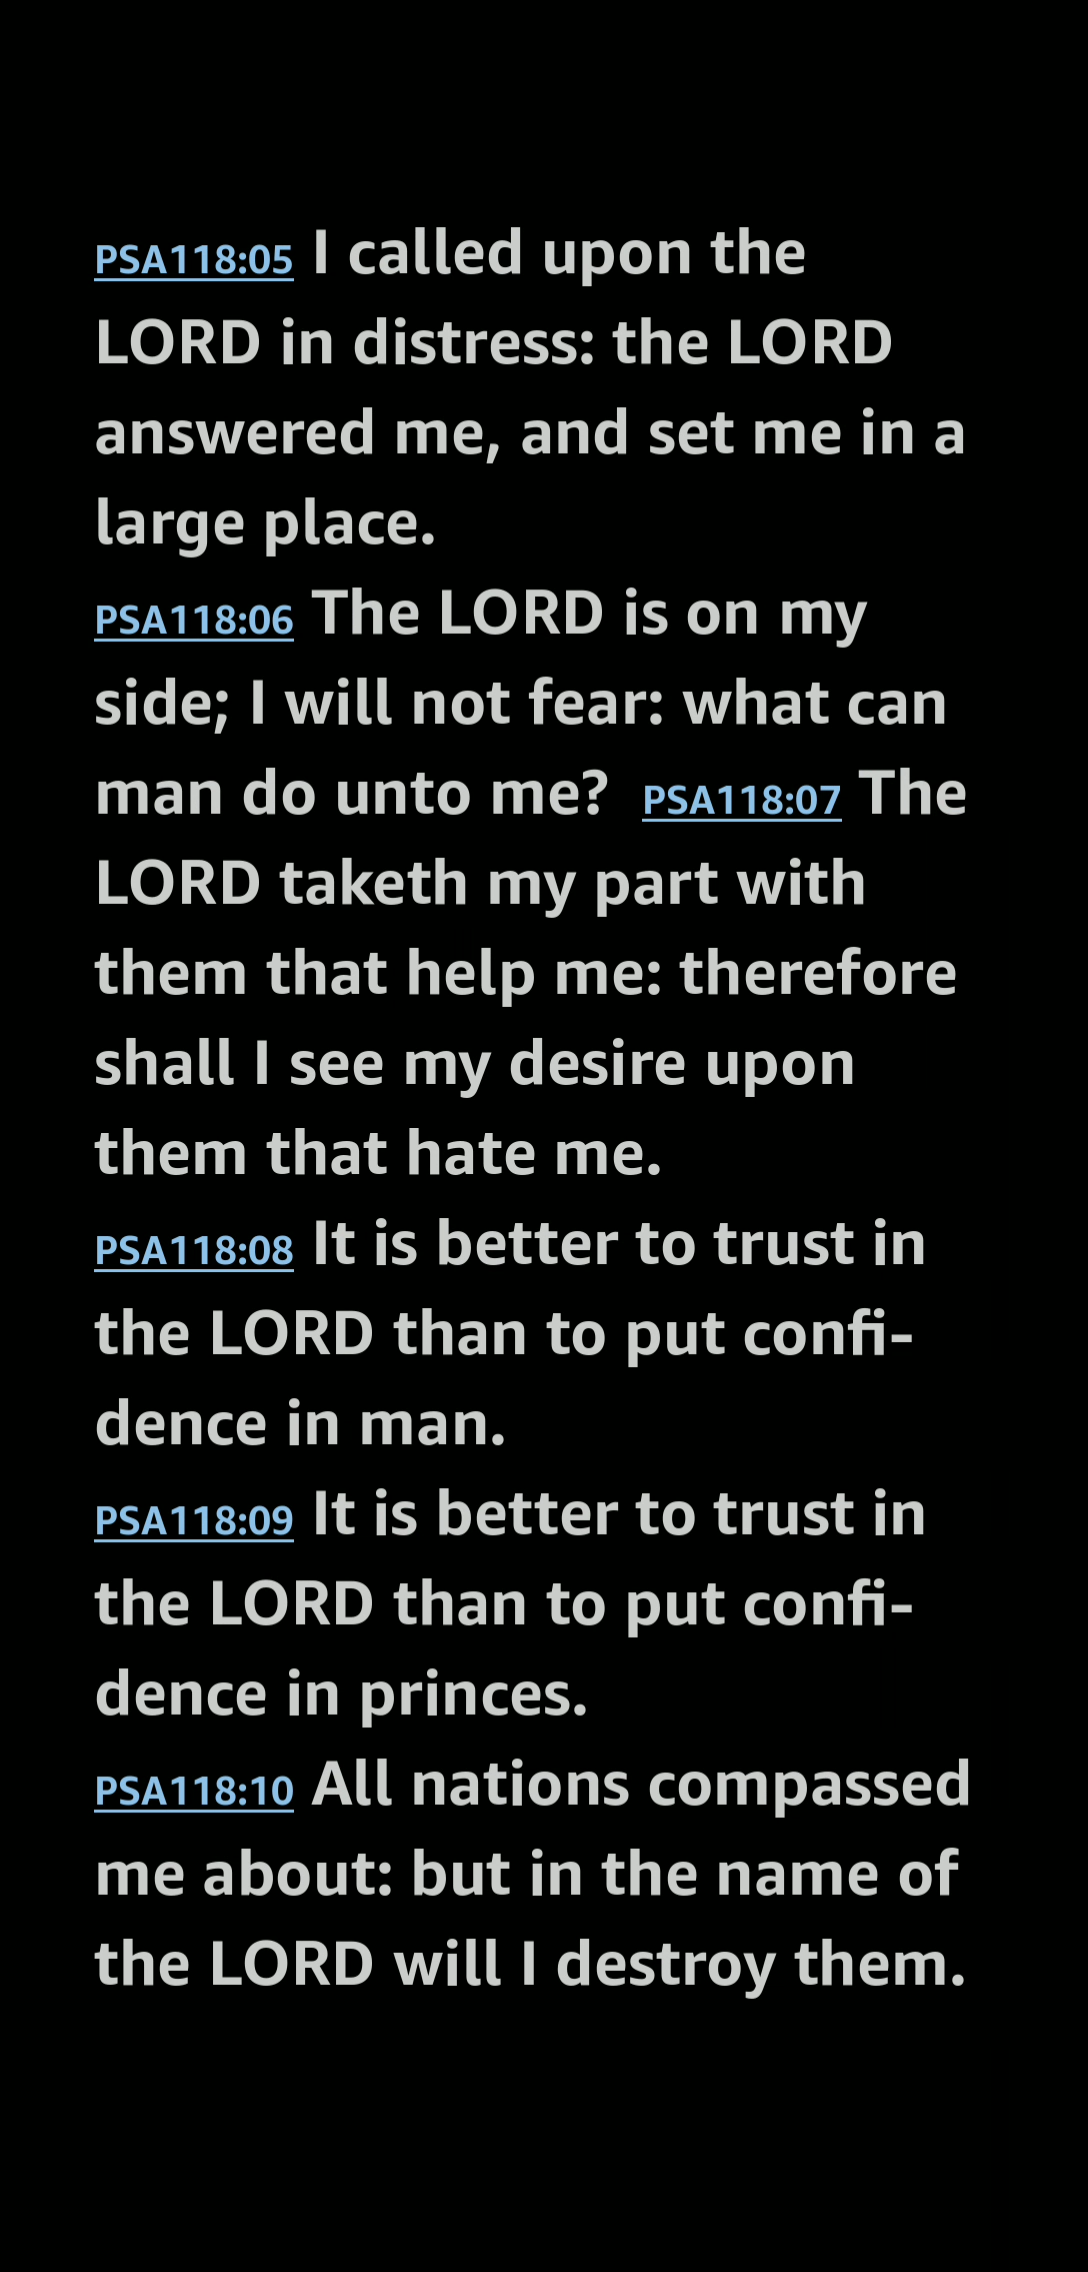 PSA118:05 I called upon the
LORD in distress: the LORD
answered me, and set me in a
large place.
PSA118:06 The LORD is on my
side; I will not fear: what can
man do unto me? PSA118:07 The
LORD taketh my part with
them that help me: therefore
shall I see my desire upon
them that hate me.
PSA118:08 It is better to trust in
the LORD than to put confi-
dence in man.
PSA118:09 It is better to trust in
the LORD than to put confi-
dence in princes.
PSA118:10 All nations compassed
me about: but in the name of
the LORD will I destroy them.